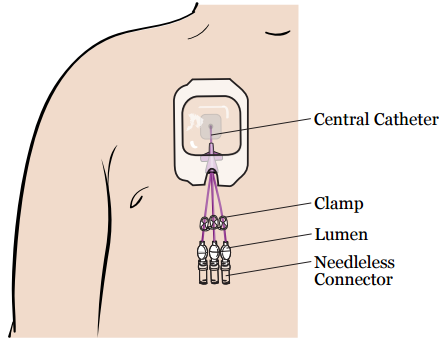 Central Catheter
Clamp
Lumen
Needleless
Connector